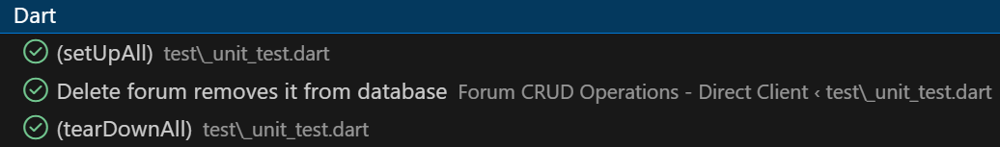 Dart
(setUpAll) test\_unit_test.dart
Delete forum removes it from database Forum CRUD Operations - Direct Client ‹ test\_unit_test.dart
(tearDownAll) test\_unit_test.dart